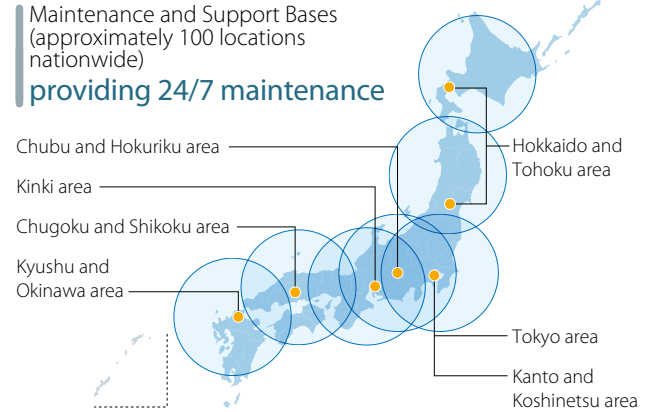 Maintenance and Support Bases
(approximately 100 locations
nationwide)
providing 24/7 maintenance
Chubu and Hokuriku area
Kinki area
Chugoku and Shikoku area
Kyushu and
Okinawa area
Hokkaido and
Tohoku area
Tokyo area
Kanto and
Koshinetsu area